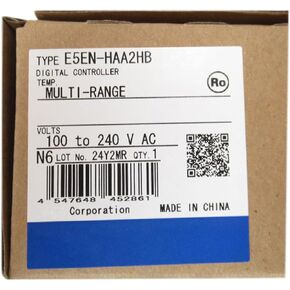 TYPE E5EN-HAA2HB
DIGITAL CONTROLLER
TEMP
MULTI-RANGE
Ro
VOLTS
100 to 240 V AC
N6 LOT No. 24Y2MR QTY. 1
4 547648 452861
Corporation
MADE IN CHINA